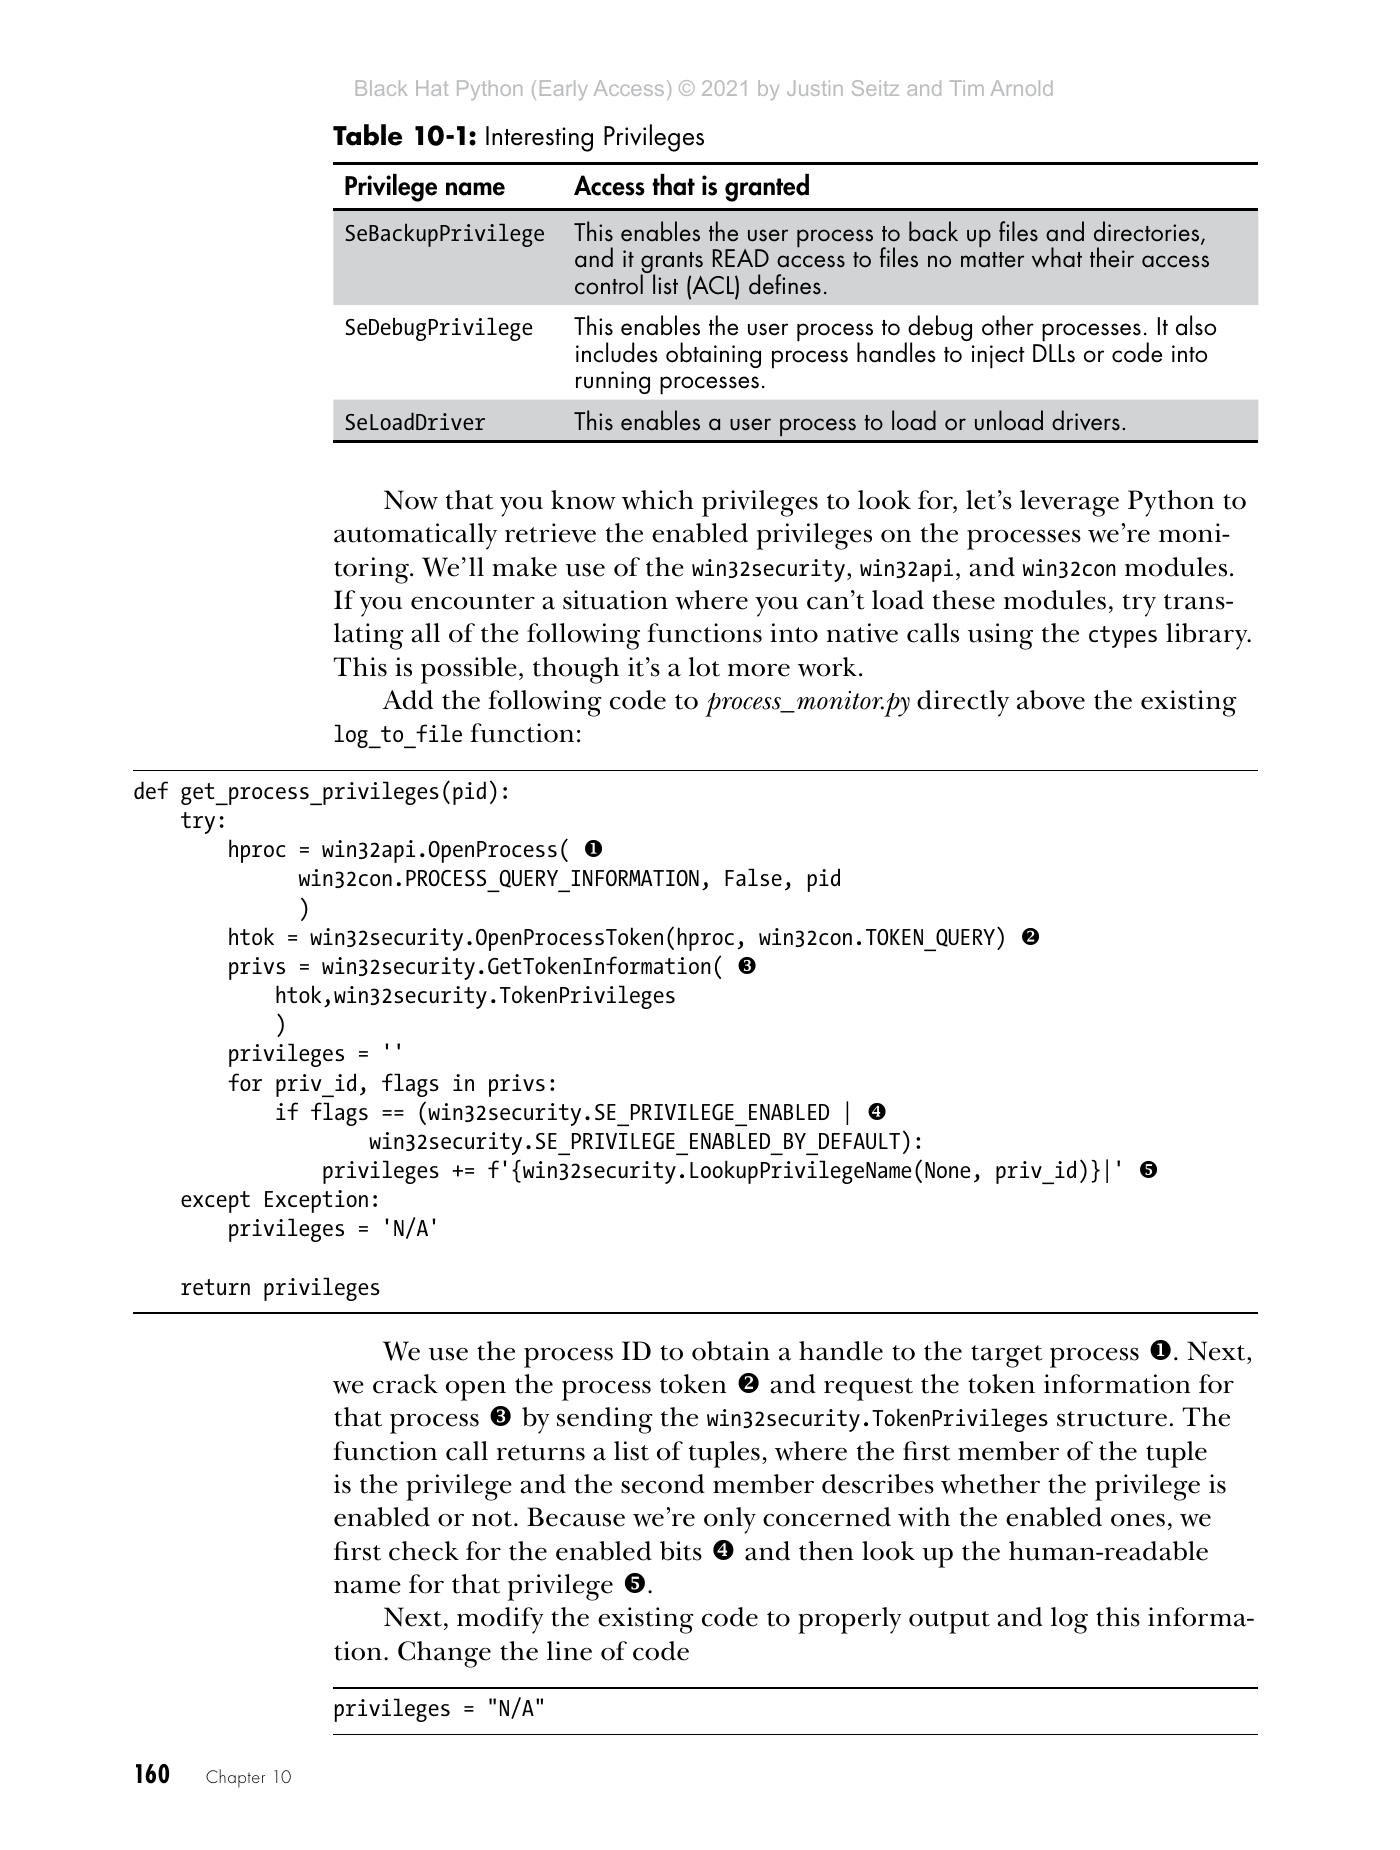 Black Hat Python (Early Access) © 2021 by Justin Seitz and Tim Arnold
Table 10-1: Interesting Privileges
Privilege name Access that is granted
SeBackupPrivilege This enables the user process to back up files and directories,
and it grants READ access to files no matter what their access
control list (ACL) defines.
SeDebugPrivilege This enables the user process to debug other processes. It also
includes obtaining process handles to inject DLLs or code into
running processes.
SeLoadDriver This enables a user process to load or unload drivers.
Now that you know which privileges to look for, let’s leverage Python to
automatically retrieve the enabled privileges on the processes we’re moni-
toring. We’ll make use of the win32security, win32api, and win32con modules.
If you encounter a situation where you can’t load these modules, try trans-
lating all of the following functions into native calls using the ctypes library.
This is possible, though it’s a lot more work.
Add the following code to process_monitor.py directly above the existing
log_to_file function:
def get_process_privileges(pid):
    try:
        hproc = win32api.OpenProcess( ❶
              win32con.PROCESS_QUERY_INFORMATION, False, pid
              )
        htok = win32security.OpenProcessToken(hproc, win32con.TOKEN_QUERY) ❷
        privs = win32security.GetTokenInformation( ❸
            htok,win32security.TokenPrivileges
            )
        privileges = ''
        for priv_id, flags in privs:
            if flags == (win32security.SE_PRIVILEGE_ENABLED | ❹
                    win32security.SE_PRIVILEGE_ENABLED_BY_DEFAULT):
                privileges += f'{win32security.LookupPrivilegeName(None, priv_id)}|' ❺
    except Exception:
        privileges = 'N/A'
    return privileges
We use the process ID to obtain a handle to the target process ❶. Next,
we crack open the process token ❷ and request the token information for
that process ❸ by sending the win32security.TokenPrivileges structure. The
function call returns a list of tuples, where the first member of the tuple
is the privilege and the second member describes whether the privilege is
enabled or not. Because we’re only concerned with the enabled ones, we
first check for the enabled bits ❹ and then look up the human-readable
name for that privilege ❺.
Next, modify the existing code to properly output and log this informa-
tion. Change the line of code
privileges = "N/A"
160 Chapter 10